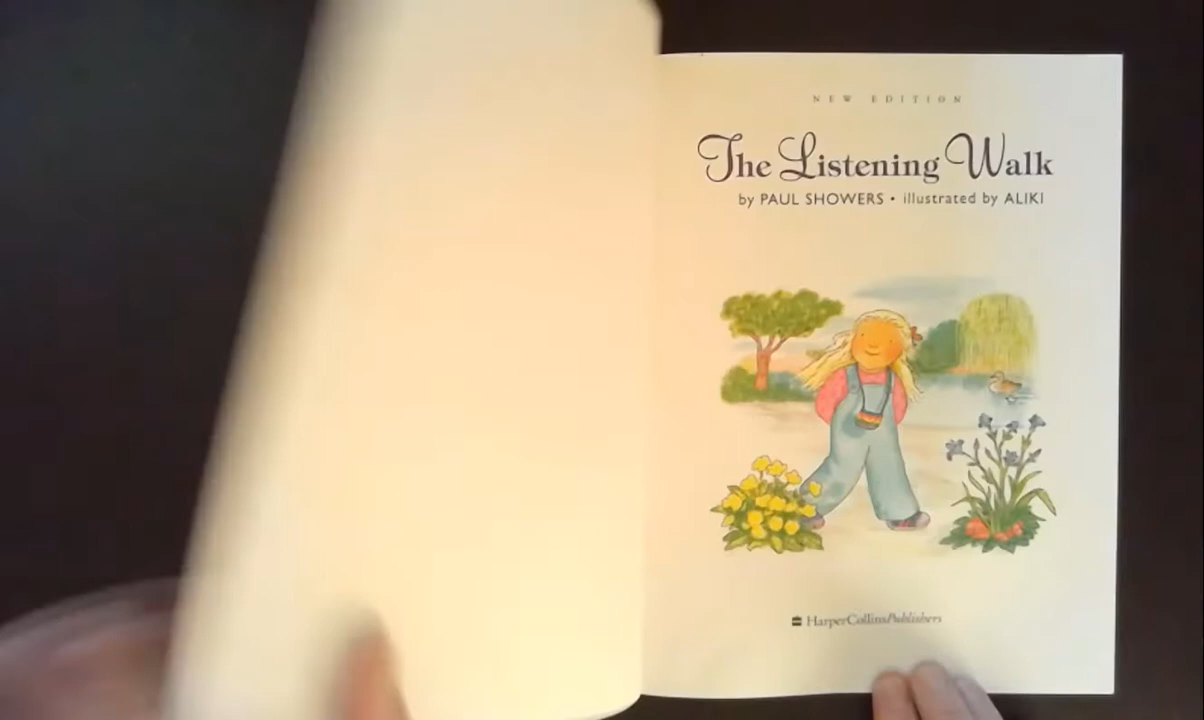 NEW EDITION
The Listening Walk
by PAUL SHOWERS • illustrated by ALIKI
HarperCollinsPublishers